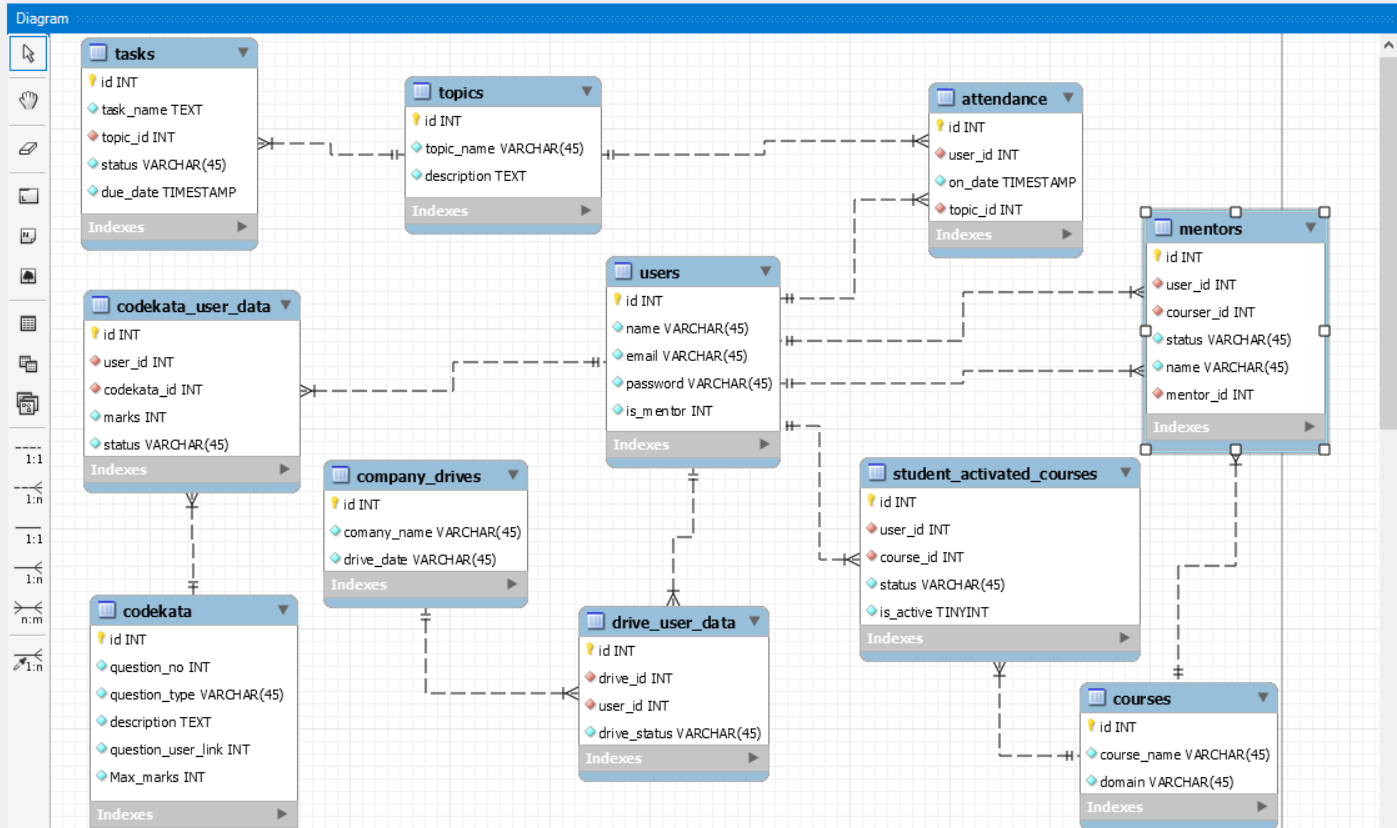 Diagram
tasks
id INT
task_name TEXT
topic_id INT
status VARCHAR(45)
due_date TIMESTAMP
Indexes
topics
id INT
topic_name VARCHAR(45)
description TEXT
Indexes
attendance
id INT
user_id INT
on_date TIMESTAMP
topic_id INT
Indexes
mentors
id INT
user_id INT
courser_id INT
status VARCHAR(45)
name VARCHAR(45)
mentor_id INT
Indexes
users
id INT
name VARCHAR(45)
email VARCHAR(45)
password VARCHAR(45)
is_mentor INT
Indexes
codekata_user_data
id INT
user_id INT
codekata_id INT
marks INT
status VARCHAR(45)
Indexes
company_drives
id INT
comany_name VARCHAR(45)
drive_date VARCHAR(45)
Indexes
student_activated_courses
id INT
user_id INT
course_id INT
status VARCHAR(45)
is_active TINYINT
Indexes
codekata
id INT
question_no INT
question_type VARCHAR(45)
description TEXT
question_user_link INT
Max_marks INT
Indexes
drive_user_data
id INT
drive_id INT
user_id INT
drive_status VARCHAR(45)
Indexes
courses
id INT
course_name VARCHAR(45)
domain VARCHAR(45)
Indexes
1:1
1:n
1:1
1:n
n:m
1:n